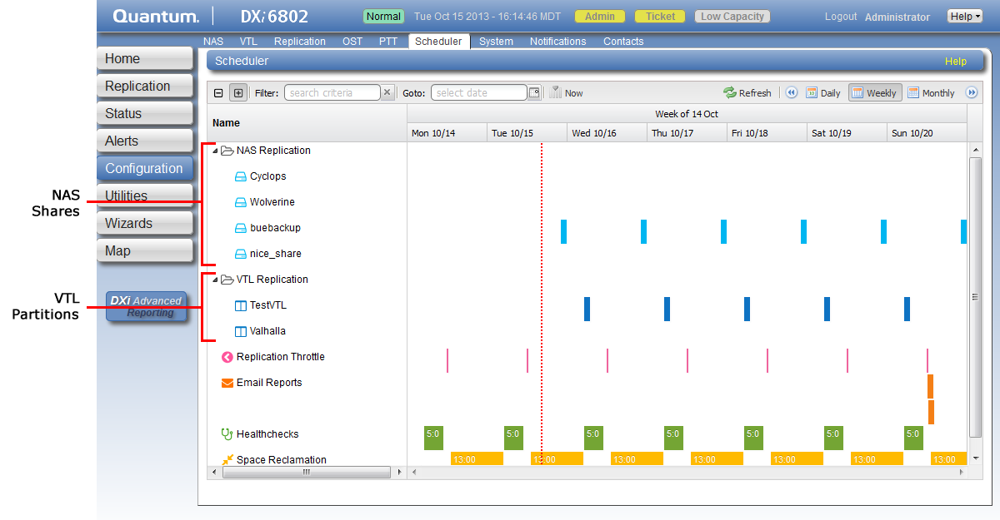 Quantum. DXi6802 Normal Tue Oct 15 2013 - 16:14:46 MDT Admin Ticket Low Capacity Logout Administrator Help
NAS VTL Replication OST PTT Scheduler System Notifications Contacts
Home
Replication
Status
Alerts
Configuration
Utilities
Wizards
Map
DXi Advanced
Reporting
NAS
Shares
VTL
Partitions
Scheduler Help
Filter: search criteria Goto: select date Now Refresh Daily Weekly Monthly
Name
Week of 14 Oct
Mon 10/14 Tue 10/15 Wed 10/16 Thu 10/17 Fri 10/18 Sat 10/19 Sun 10/20
NAS Replication
Cyclops
Wolverine
buebackup
nice_share
VTL Replication
TestVTL
Valhalla
Replication Throttle
Email Reports
Healthchecks 5:0 5:0 5:0 5:0 5:0 5:0 5:0
Space Reclamation 13:00 13:00 13:00 13:00 13:00 13:00 13:00